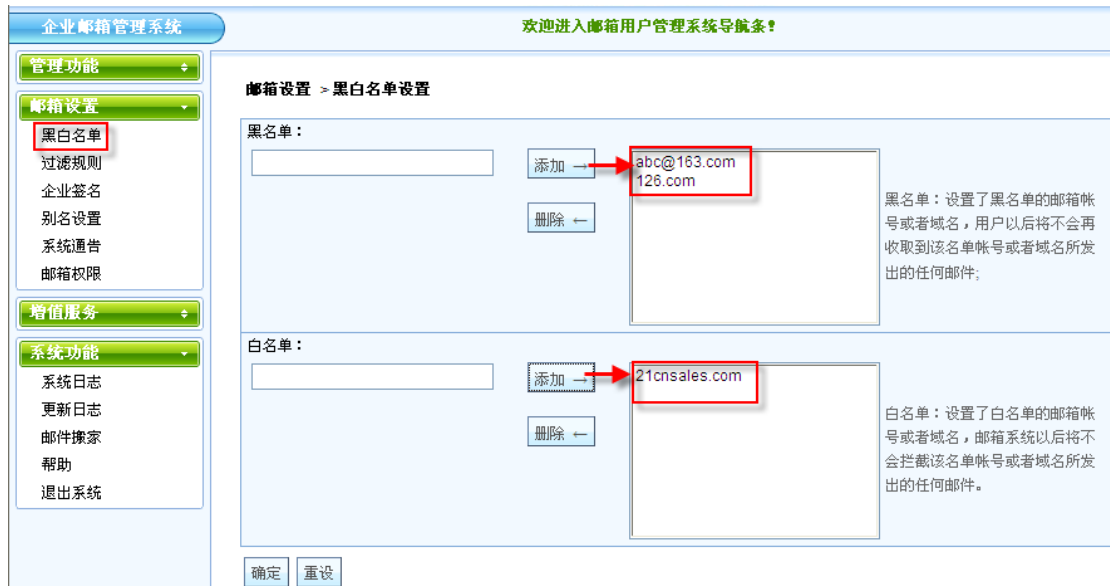 企业邮箱管理系统
欢迎进入邮箱用户管理系统导航条！
管理功能
邮箱设置
黑白名单
过滤规则
企业签名
别名设置
系统通告
邮箱权限
增值服务
系统功能
系统日志
更新日志
邮件搬家
帮助
退出系统
邮箱设置 >黑白名单设置
黑名单：
添加 →
删除 ←
abc@163.com
126.com
黑名单：设置了黑名单的邮箱帐
号或者域名，用户以后将不会再
收取到该名单帐号或者域名所发
出的任何邮件;
白名单：
添加 →
删除 ←
21cnsales.com
白名单：设置了白名单的邮箱帐
号或者域名，邮箱系统以后将不
会拦截该名单帐号或者域名所发
出的任何邮件。
确定
重设